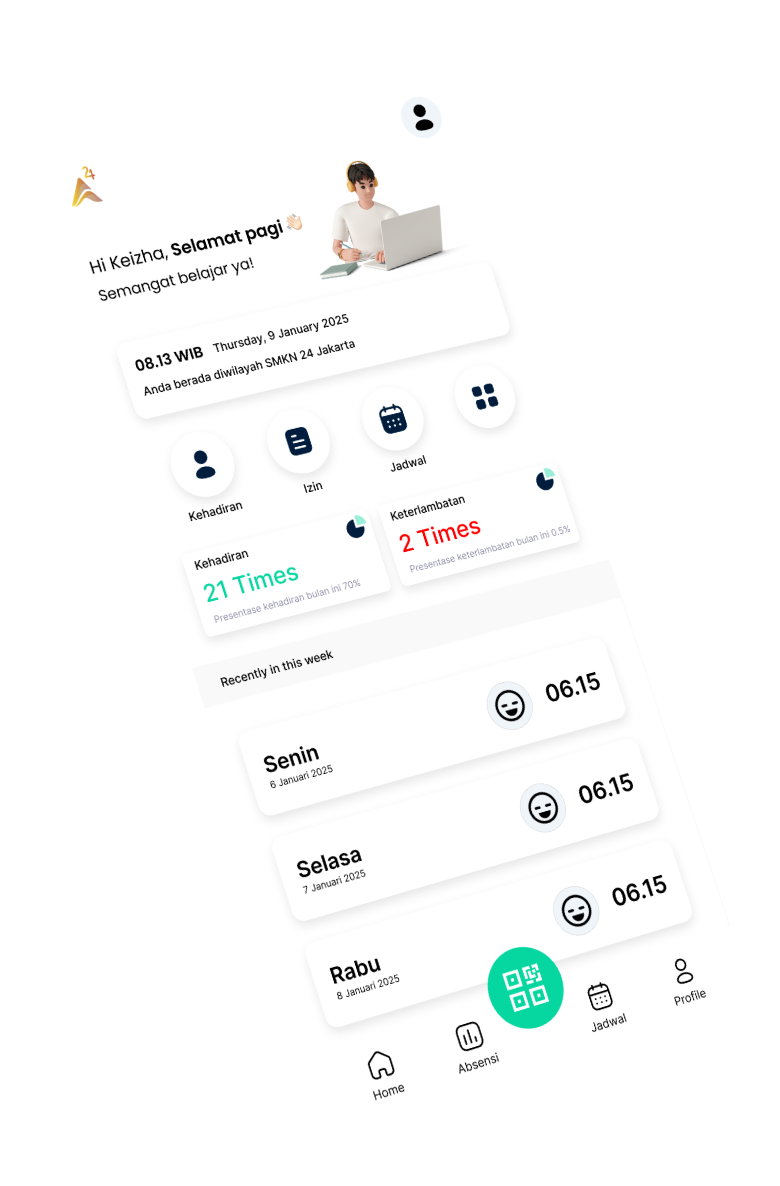 24
Hi Keizha, Selamat pagi 👋🏻
Semangat belajar ya!
08.13 WIB Thursday, 9 January 2025
Anda berada diwilayah SMKN 24 Jakarta
Kehadiran
Izin
Jadwal
Kehadiran
21 Times
Presentase kehadiran bulan ini 70%
Keterlambatan
2 Times
Presentase keterlambatan bulan ini 0.5%
Recently in this week
Senin
6 Januari 2025
06.15
Selasa
7 Januari 2025
06.15
Rabu
8 Januari 2025
06.15
Home
Absensi
Jadwal
Profile